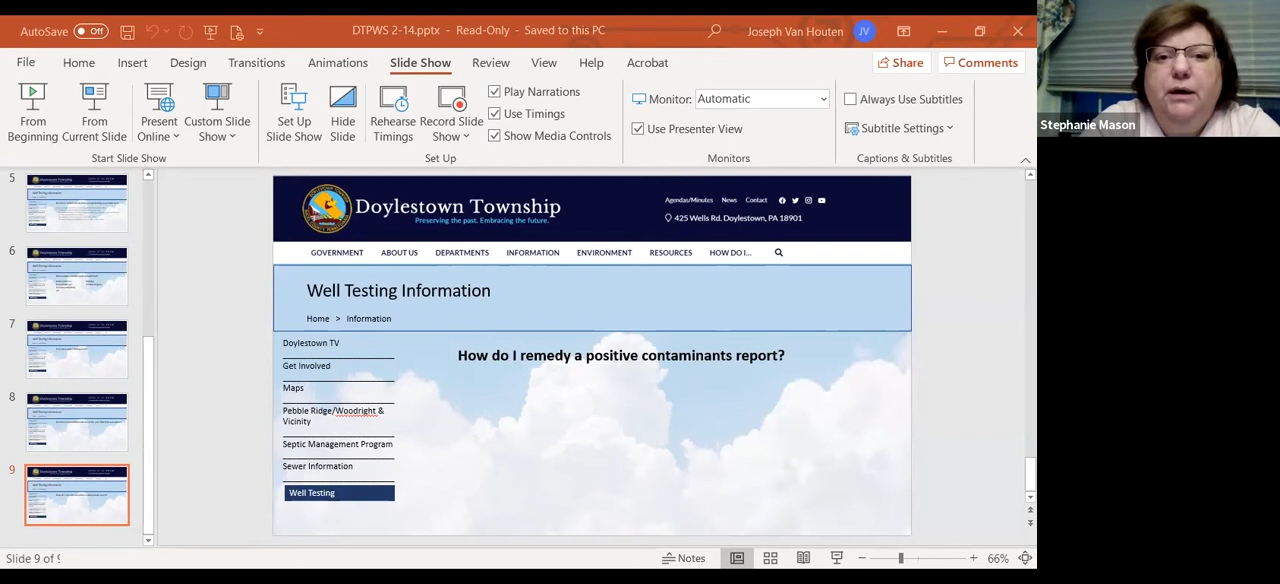 AutoSave Off
DTPWS 2-14.pptx - Read-Only - Saved to this PC
Joseph Van Houten JV
File Home Insert Design Transitions Animations Slide Show Review View Help Acrobat Share Comments
From Beginning
From Current Slide
Present Online
Custom Slide Show
Start Slide Show
Set Up Slide Show
Hide Slide
Rehearse Timings
Record Slide Show
Play Narrations
Use Timings
Show Media Controls
Set Up
Monitor: Automatic
Use Presenter View
Monitors
Always Use Subtitles
Subtitle Settings
Captions & Subtitles
Stephanie Mason
5
6
7
8
9
Doylestown Township
Preserving the past. Embracing the future.
Agendas/Minutes News Contact
425 Wells Rd. Doylestown, PA 18901
GOVERNMENT ABOUT US DEPARTMENTS INFORMATION ENVIRONMENT RESOURCES HOW DO I...
Well Testing Information
Home > Information
Doylestown TV
Get Involved
Maps
Pebble Ridge/Woodright &
Vicinity
Septic Management Program
Sewer Information
Well Testing
How do I remedy a positive contaminants report?
Slide 9 of 9
Notes
66%